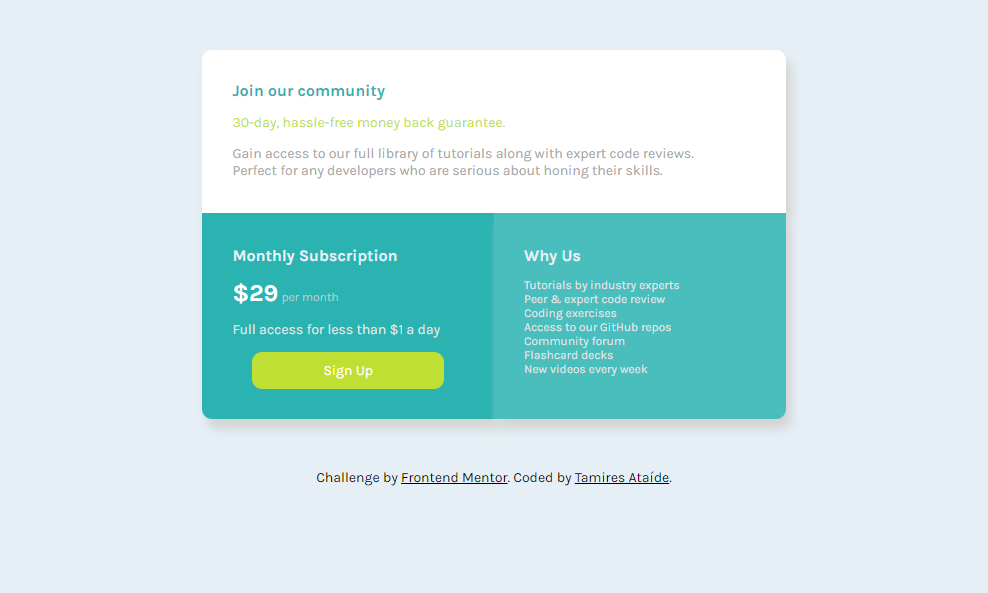 Join our community
30-day, hassle-free money back guarantee.
Gain access to our full library of tutorials along with expert code reviews.
Perfect for any developers who are serious about honing their skills.
Monthly Subscription
$29 per month
Full access for less than $1 a day
Sign Up
Why Us
Tutorials by industry experts
Peer & expert code review
Coding exercises
Access to our GitHub repos
Community forum
Flashcard decks
New videos every week
Challenge by Frontend Mentor. Coded by Tamires Ataíde.